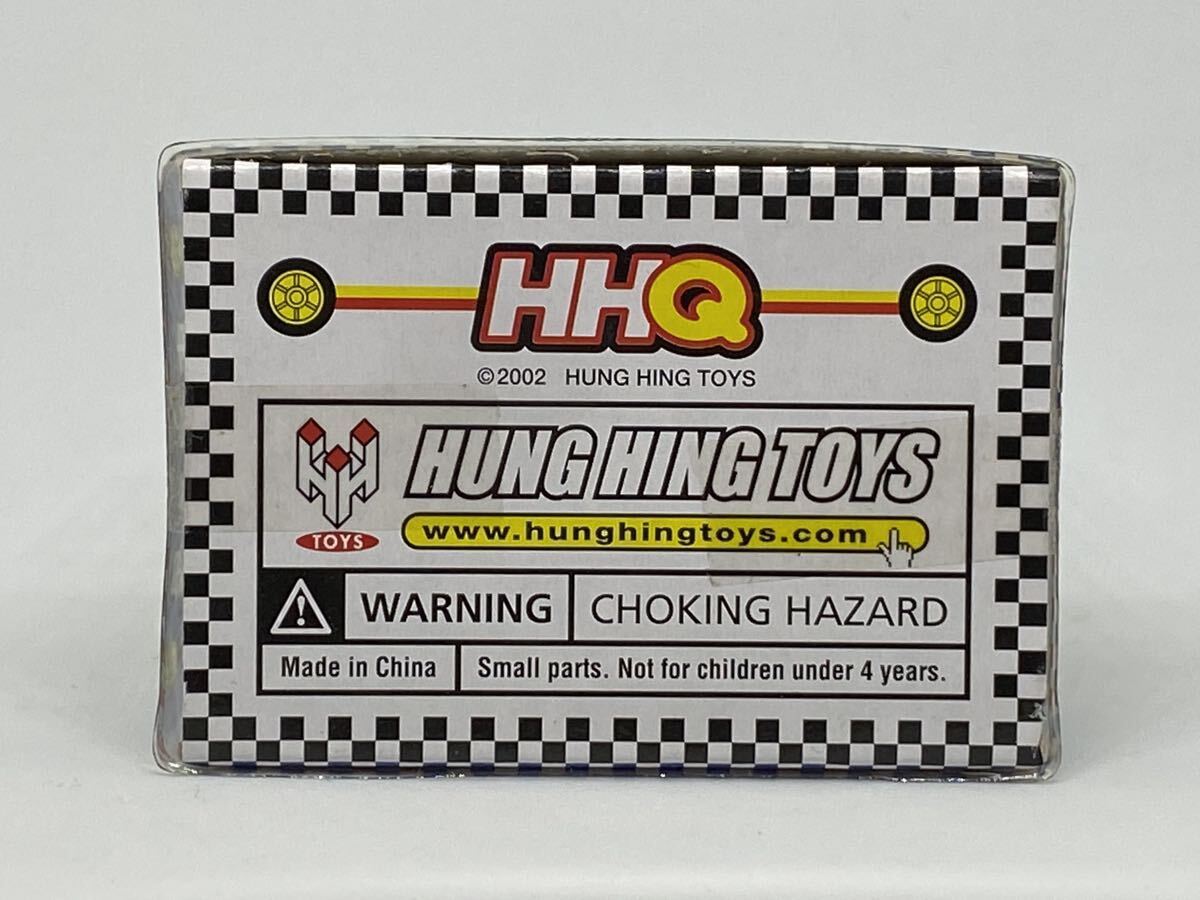 HHQ
©2002 HUNG HING TOYS
HH
TOYS
HUNG HING TOYS
www.hunghingtoys.com
WARNING
CHOKING HAZARD
Made in China
Small parts. Not for children under 4 years.